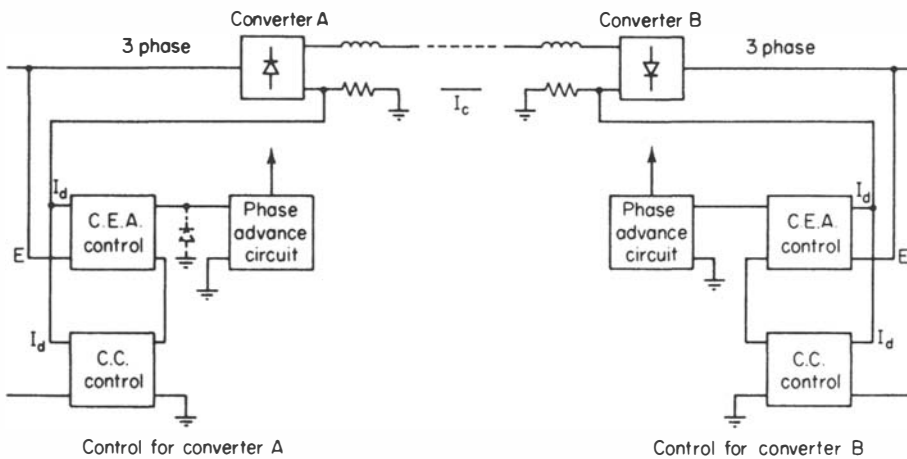 Converter A
Converter B
3 phase
3 phase
I_c
I_d
C.E.A.
control
Phase
advance
circuit
E
I_d
C.C.
control
Phase
advance
circuit
C.E.A.
control
I_d
E
C.C.
control
I_d
Control for converter A
Control for converter B